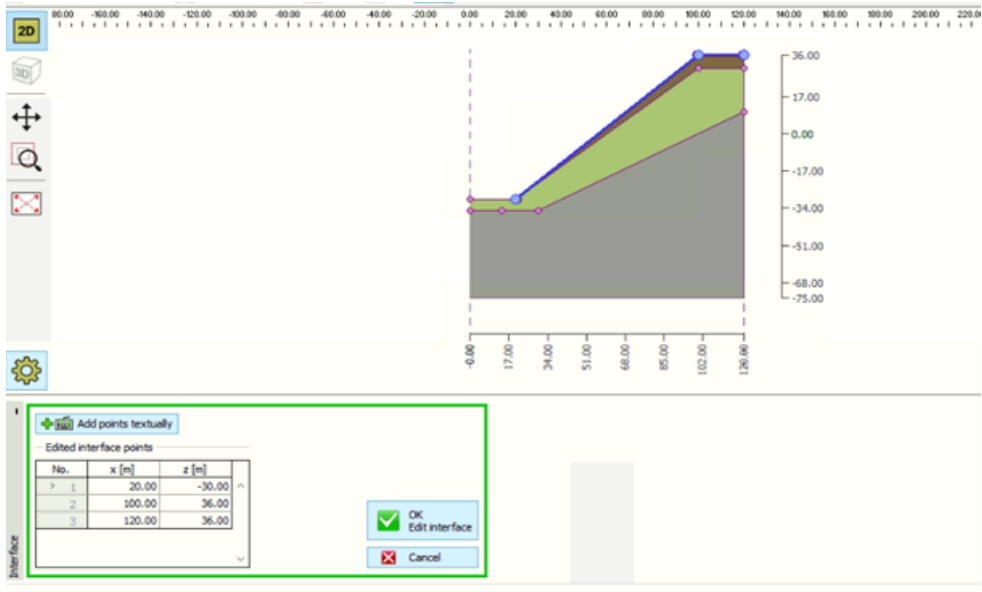 80.00 -160.00 -140.00 -120.00 -100.00 -80.00 -60.00 -40.00 -20.00 0.00 20.00 40.00 60.00 80.00 100.00 120.00 140.00 160.00 180.00 200.00 220.0
2D
3D
36.00
17.00
0.00
-17.00
-34.00
-51.00
-68.00
-75.00
-0.00 17.00 34.00 51.00 68.00 85.00 102.00 120.00
Add points textually
Edited interface points
No. x [m] z [m]
> 1 20.00 -30.00
2 100.00 36.00
3 120.00 36.00
OK
Edit interface
Cancel
Interface